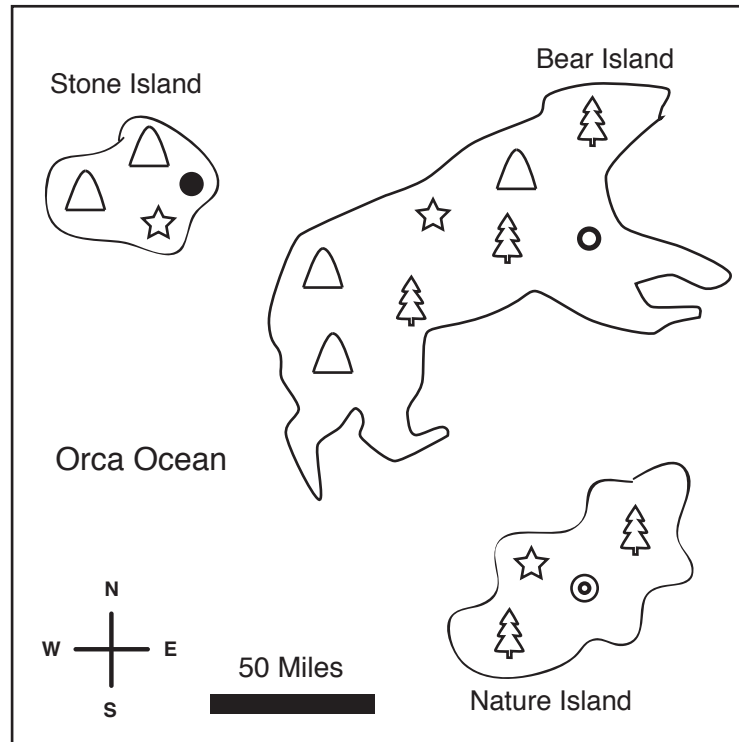 Bear Island
Stone Island
Orca Ocean
N
W E
S
50 Miles
Nature Island